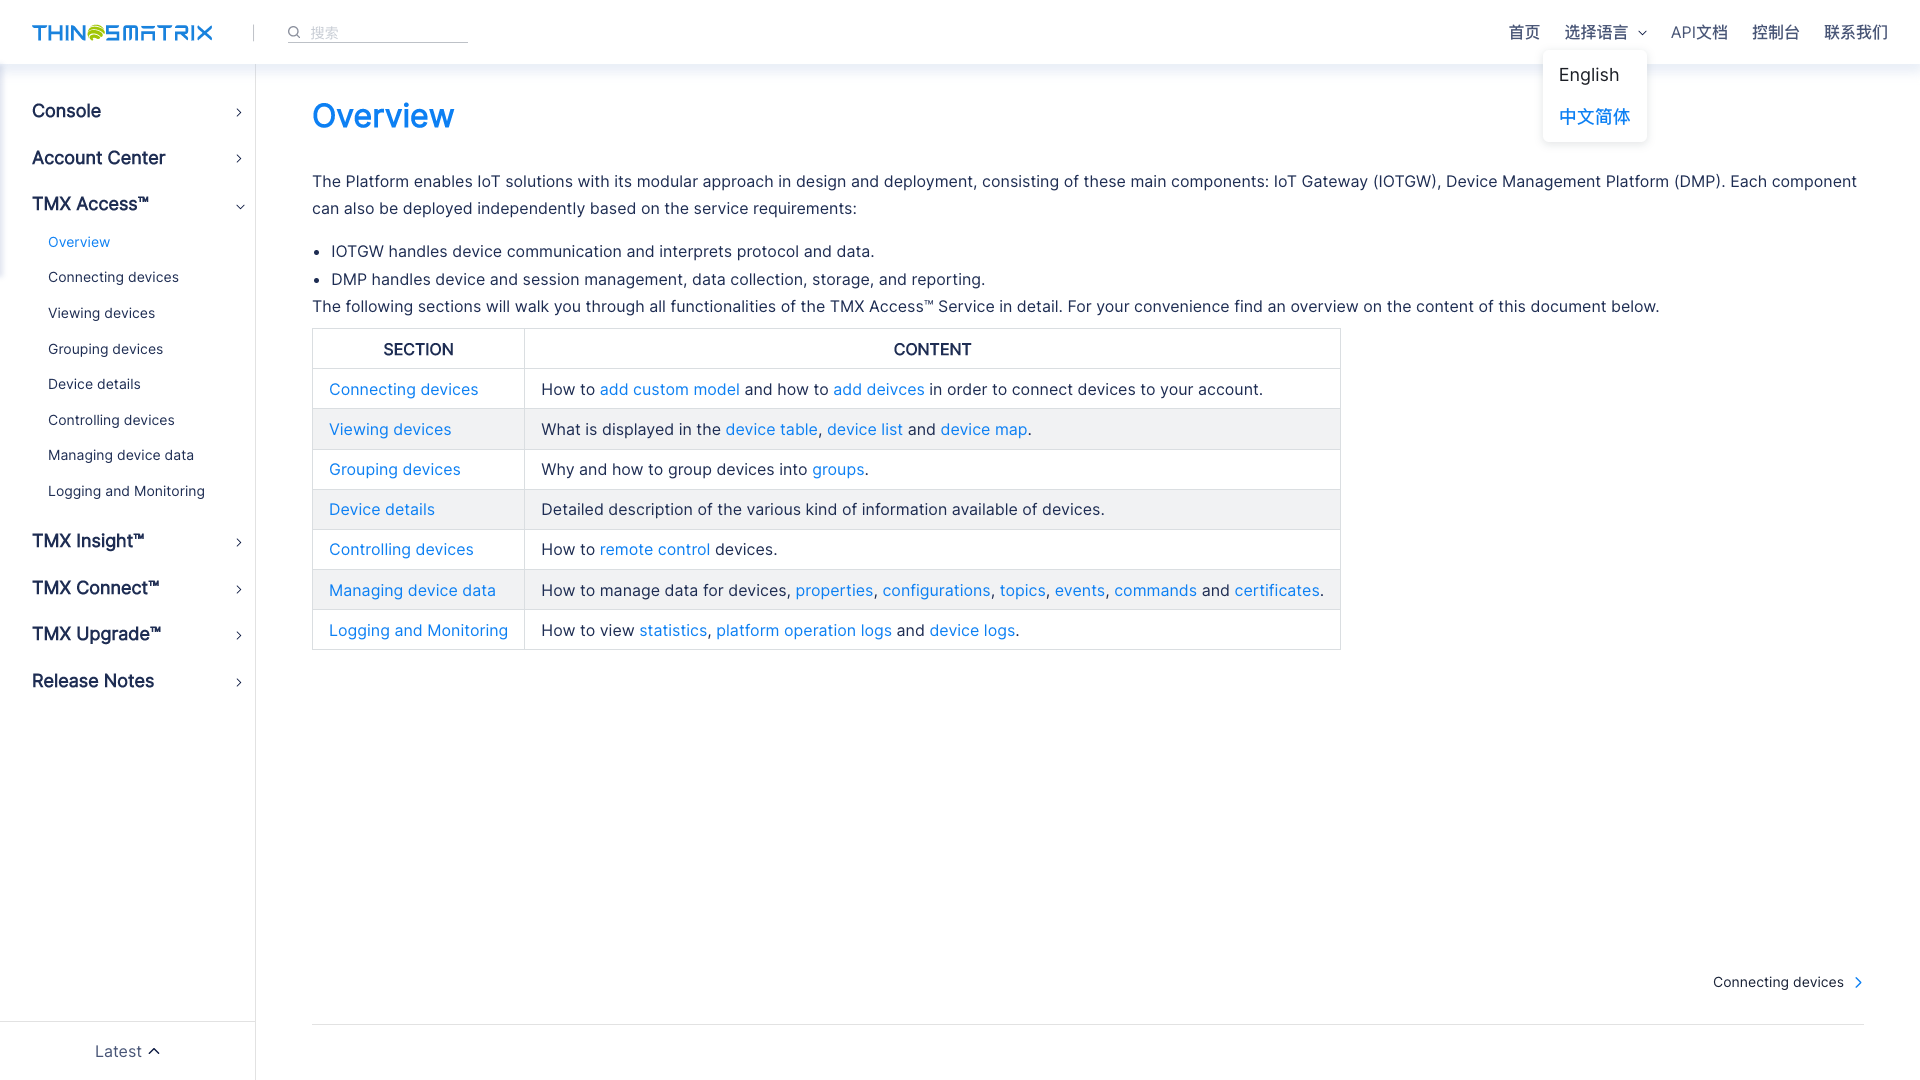 THINGSMATRIX
搜索
首页 选择语言 API文档 控制台 联系我们
English
中文简体
Console
Account Center
TMX Access™
Overview
Connecting devices
Viewing devices
Grouping devices
Device details
Controlling devices
Managing device data
Logging and Monitoring
TMX Insight™
TMX Connect™
TMX Upgrade™
Release Notes
Latest
Overview
The Platform enables IoT solutions with its modular approach in design and deployment, consisting of these main components: IoT Gateway (IOTGW), Device Management Platform (DMP). Each component
can also be deployed independently based on the service requirements:
• IOTGW handles device communication and interprets protocol and data.
• DMP handles device and session management, data collection, storage, and reporting.
The following sections will walk you through all functionalities of the TMX Access™ Service in detail. For your convenience find an overview on the content of this document below.
SECTION CONTENT
Connecting devices How to add custom model and how to add deivces in order to connect devices to your account.
Viewing devices What is displayed in the device table, device list and device map.
Grouping devices Why and how to group devices into groups.
Device details Detailed description of the various kind of information available of devices.
Controlling devices How to remote control devices.
Managing device data How to manage data for devices, properties, configurations, topics, events, commands and certificates.
Logging and Monitoring How to view statistics, platform operation logs and device logs.
Connecting devices